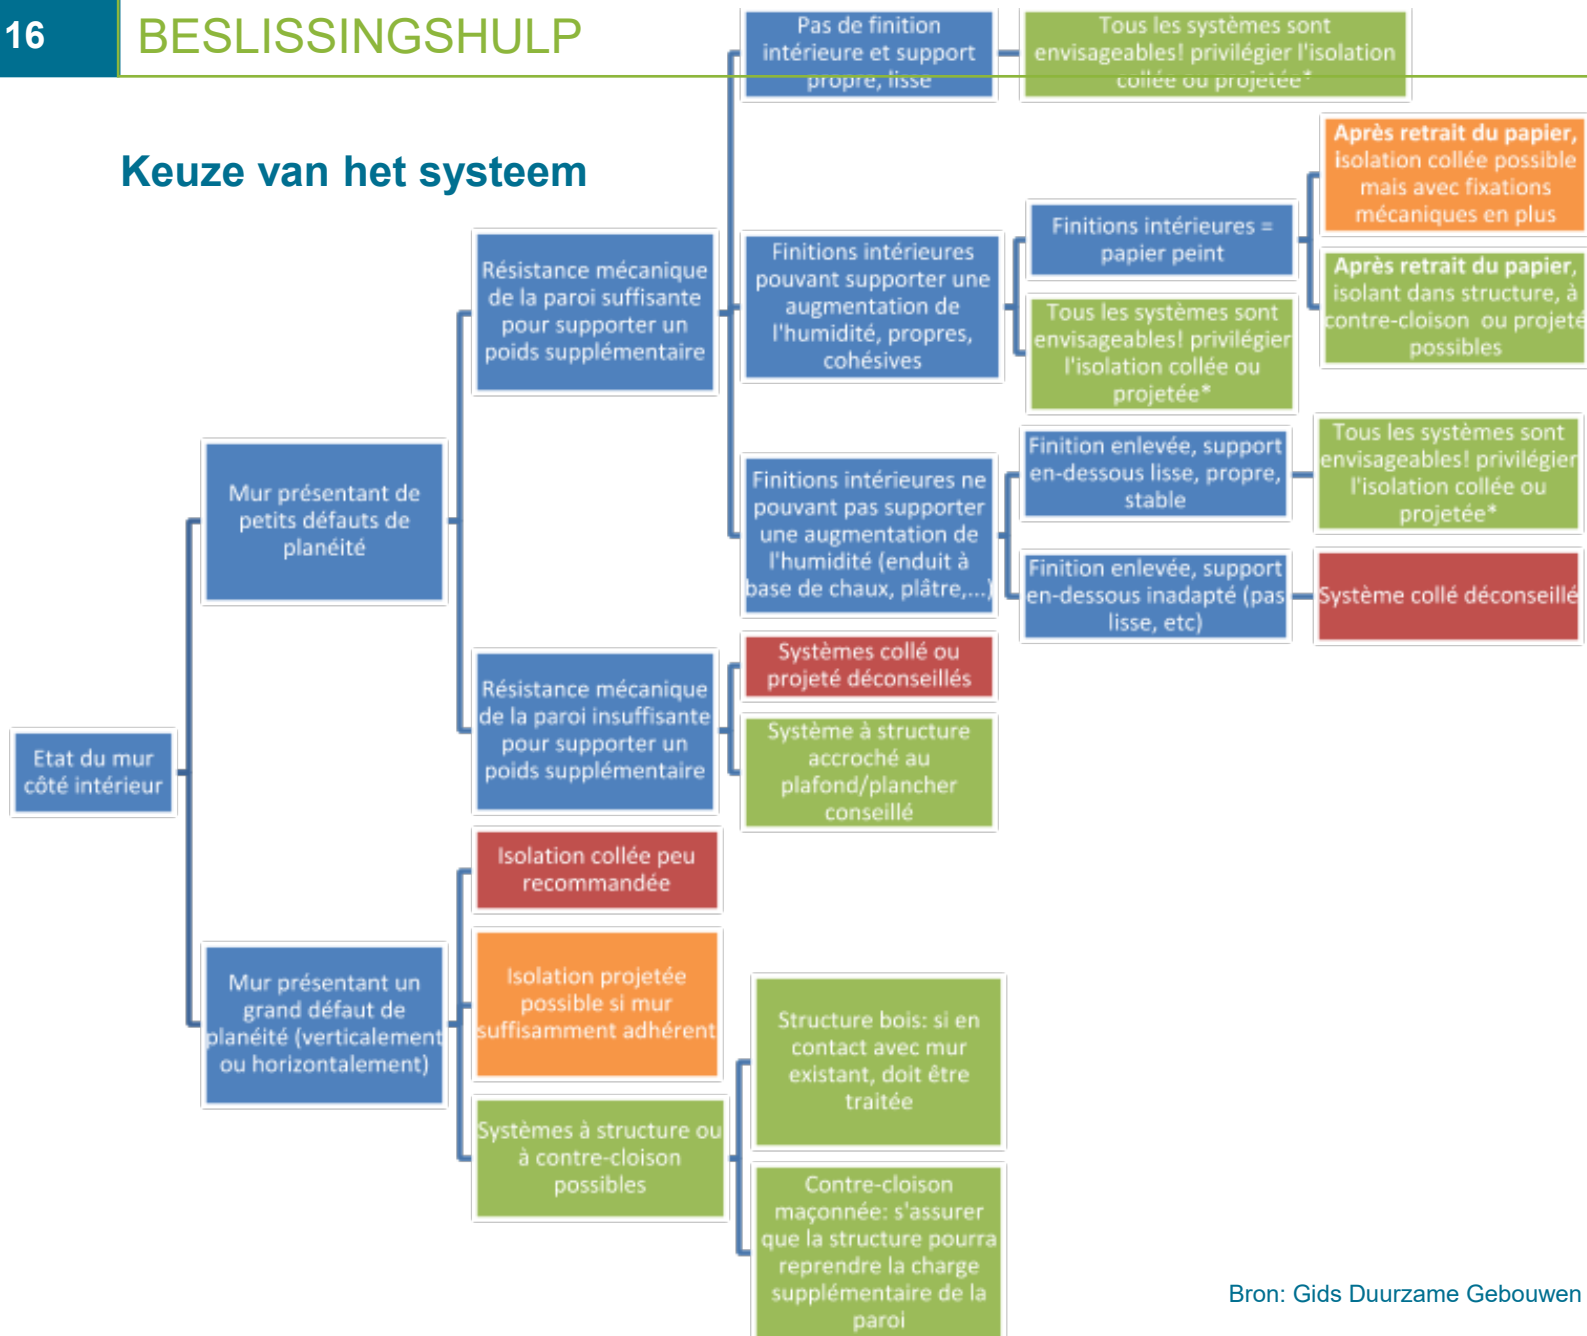 16
BESLISSINGSHULP
Keuze van het systeem
Etat du mur
côté intérieur
Mur présentant de
petits défauts de
planéité
Résistance mécanique
de la paroi suffisante
pour supporter un
poids supplémentaire
Pas de finition
intérieure et support
propre, lisse
Tous les systèmes sont
envisageables! privilégier l'isolation
collée ou projetée*
Finitions intérieures
pouvant supporter une
augmentation de
l'humidité, propres,
cohésives
Finitions intérieures =
papier peint
Après retrait du papier,
isolation collée possible
mais avec fixations
mécaniques en plus
Après retrait du papier,
isolant dans structure, à
contre-cloison ou projeté
possibles
Tous les systèmes sont
envisageables! privilégier
l'isolation collée ou
projetée*
Finitions intérieures ne
pouvant pas supporter
une augmentation de
l'humidité (enduit à
base de chaux, plâtre,...)
Finition enlevée, support
en-dessous lisse, propre,
stable
Tous les systèmes sont
envisageables! privilégier
l'isolation collée ou
projetée*
Finition enlevée, support
en-dessous inadapté (pas
lisse, etc)
Système collé déconseillé
Résistance mécanique
de la paroi insuffisante
pour supporter un
poids supplémentaire
Systèmes collé ou
projeté déconseillés
Système à structure
accroché au
plafond/plancher
conseillé
Mur présentant un
grand défaut de
planéité (verticalement
ou horizontalement)
Isolation collée peu
recommandée
Isolation projetée
possible si mur
suffisamment adhérent
Systèmes à structure ou
à contre-cloison
possibles
Structure bois: si en
contact avec mur
existant, doit être
traitée
Contre-cloison
maçonnée: s'assurer
que la structure pourra
reprendre la charge
supplémentaire de la
paroi
Bron: Gids Duurzame Gebouwen